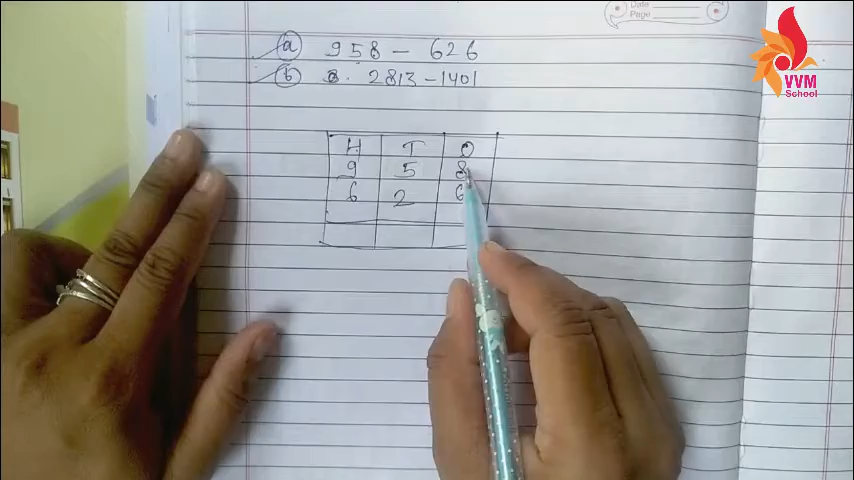 Date
Page
VVM
School
a 958 - 626
b 2813 - 1401
H T O
9 5 8
6 2 6